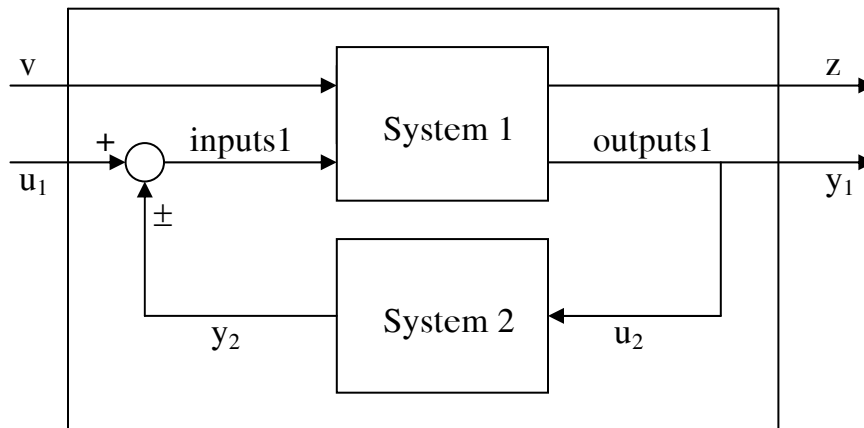 v
z
System 1
+
inputs1
outputs1
u₁
y₁
±
System 2
y₂
u₂